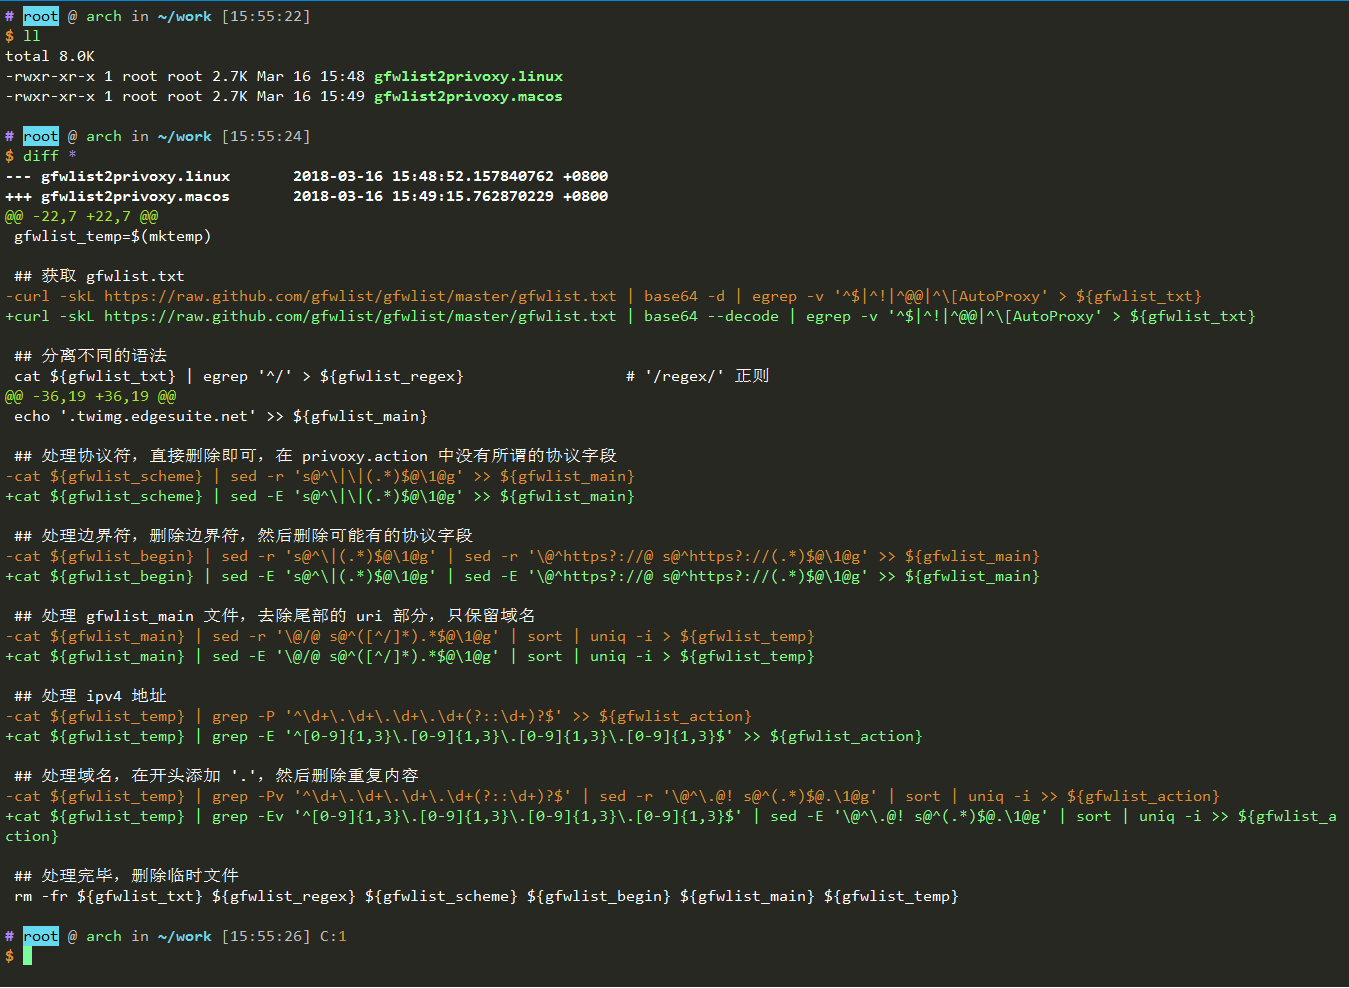 # root @ arch in ~/work [15:55:22]
$ ll
total 8.0K
-rwxr-xr-x 1 root root 2.7K Mar 16 15:48 gfwlist2privoxy.linux
-rwxr-xr-x 1 root root 2.7K Mar 16 15:49 gfwlist2privoxy.macos

# root @ arch in ~/work [15:55:24]
$ diff *
--- gfwlist2privoxy.linux       2018-03-16 15:48:52.157840762 +0800
+++ gfwlist2privoxy.macos       2018-03-16 15:49:15.762870229 +0800
@@ -22,7 +22,7 @@
 gfwlist_temp=$(mktemp)

 ## 获取 gfwlist.txt
-curl -skL https://raw.github.com/gfwlist/gfwlist/master/gfwlist.txt | base64 -d | egrep -v '^$|^!|^@@|^\[AutoProxy' > ${gfwlist_txt}
+curl -skL https://raw.github.com/gfwlist/gfwlist/master/gfwlist.txt | base64 --decode | egrep -v '^$|^!|^@@|^\[AutoProxy' > ${gfwlist_txt}

 ## 分离不同的语法
 cat ${gfwlist_txt} | egrep '^/' > ${gfwlist_regex}                  # '/regex/' 正则
@@ -36,19 +36,19 @@
 echo '.twimg.edgesuite.net' >> ${gfwlist_main}

 ## 处理协议符，直接删除即可，在 privoxy.action 中没有所谓的协议字段
-cat ${gfwlist_scheme} | sed -r 's@^\|\|(.*)$@\1@g' >> ${gfwlist_main}
+cat ${gfwlist_scheme} | sed -E 's@^\|\|(.*)$@\1@g' >> ${gfwlist_main}

 ## 处理边界符，删除边界符，然后删除可能有的协议字段
-cat ${gfwlist_begin} | sed -r 's@^\|(.*)$@\1@g' | sed -r '\@^https?://@ s@^https?://(.*)$@\1@g' >> ${gfwlist_main}
+cat ${gfwlist_begin} | sed -E 's@^\|(.*)$@\1@g' | sed -E '\@^https?://@ s@^https?://(.*)$@\1@g' >> ${gfwlist_main}

 ## 处理 gfwlist_main 文件，去除尾部的 uri 部分，只保留域名
-cat ${gfwlist_main} | sed -r '\@/@ s@^([^/]*).*$@\1@g' | sort | uniq -i > ${gfwlist_temp}
+cat ${gfwlist_main} | sed -E '\@/@ s@^([^/]*).*$@\1@g' | sort | uniq -i > ${gfwlist_temp}

 ## 处理 ipv4 地址
-cat ${gfwlist_temp} | grep -P '^\d+\.\d+\.\d+\.\d+(?::\d+)?$' >> ${gfwlist_action}
+cat ${gfwlist_temp} | grep -E '^[0-9]{1,3}\.[0-9]{1,3}\.[0-9]{1,3}\.[0-9]{1,3}$' >> ${gfwlist_action}

 ## 处理域名，在开头添加 '.'，然后删除重复内容
-cat ${gfwlist_temp} | grep -Pv '^\d+\.\d+\.\d+\.\d+(?::\d+)?$' | sed -r '\@^\.@! s@^(.*)$@.\1@g' | sort | uniq -i >> ${gfwlist_action}
+cat ${gfwlist_temp} | grep -Ev '^[0-9]{1,3}\.[0-9]{1,3}\.[0-9]{1,3}\.[0-9]{1,3}$' | sed -E '\@^\.@! s@^(.*)$@.\1@g' | sort | uniq -i >> ${gfwlist_a
ction}

 ## 处理完毕，删除临时文件
 rm -fr ${gfwlist_txt} ${gfwlist_regex} ${gfwlist_scheme} ${gfwlist_begin} ${gfwlist_main} ${gfwlist_temp}

# root @ arch in ~/work [15:55:26] C:1
$